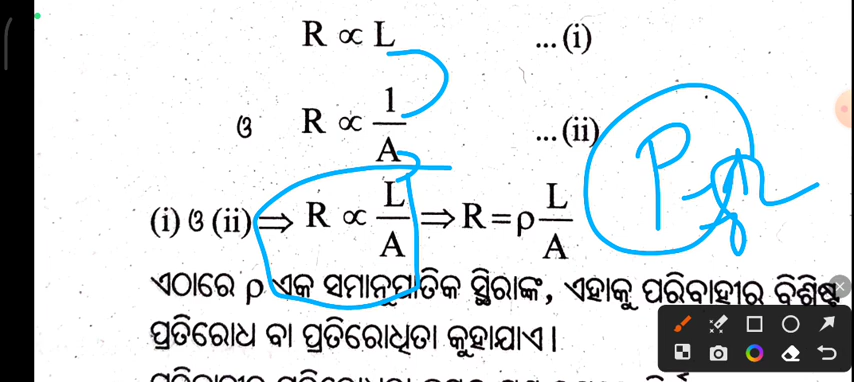 R ∝ L ...(i)
ଓ R ∝ 1/A ...(ii)
(i) ଓ (ii) ⇒ R ∝ L/A ⇒ R = ρ L/A
ଏଠାରେ ρ ଏକ ସମାନୁପାତିକ ସ୍ଥିରାଙ୍କ, ଏହାକୁ ପରିବାହୀର ବିଶିଷ୍ଟ
ପ୍ରତିରୋଧ ବା ପ୍ରତିରୋଧିତା କୁହାଯାଏ।